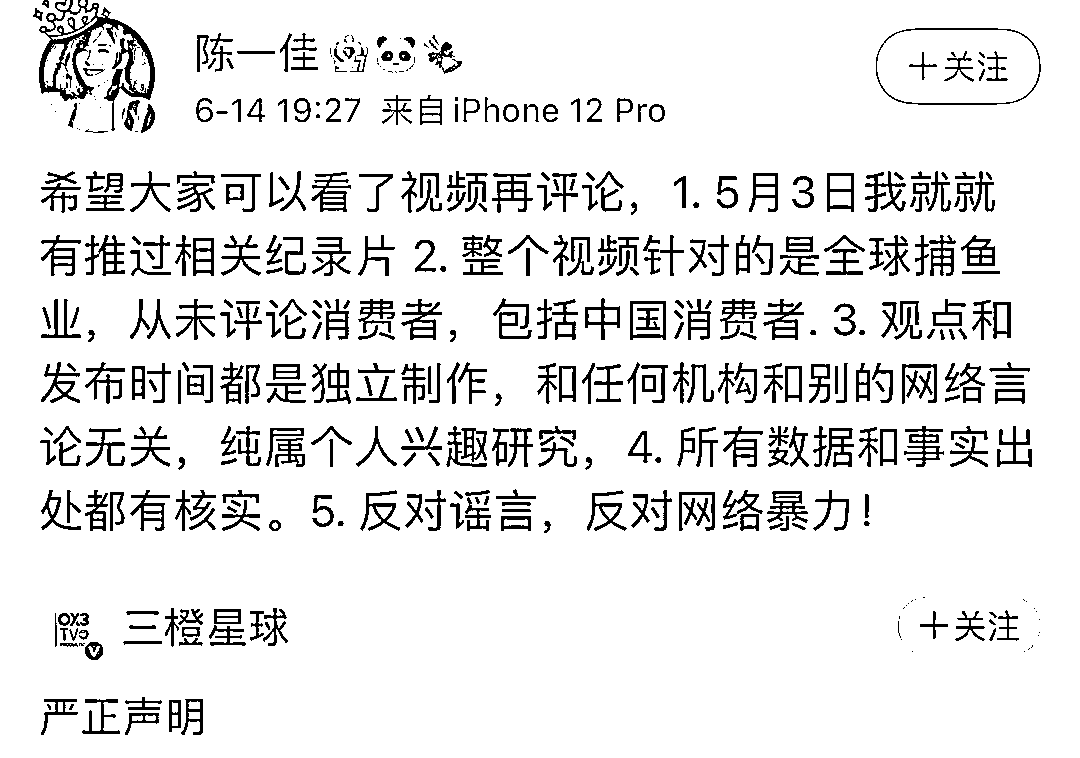 陈一佳
+关注
6-14 19:27 来自 iPhone 12 Pro
希望大家可以看了视频再评论，1. 5月3日我就就
有推过相关纪录片 2. 整个视频针对的是全球捕鱼
业，从未评论消费者，包括中国消费者. 3. 观点和
发布时间都是独立制作，和任何机构和别的网络言
论无关，纯属个人兴趣研究，4. 所有数据和事实出
处都有核实。5. 反对谣言，反对网络暴力！
OX3
TV
三橙星球
+关注
严正声明